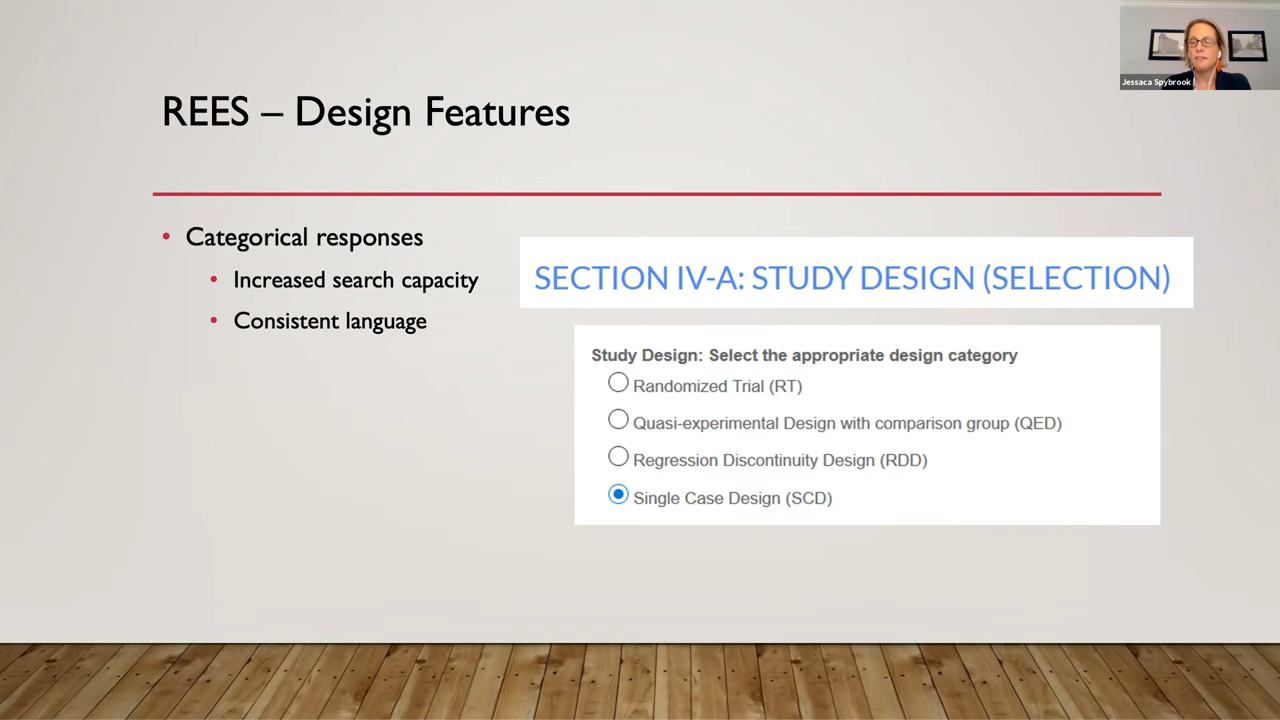 REES – Design Features
• Categorical responses
• Increased search capacity
• Consistent language
SECTION IV-A: STUDY DESIGN (SELECTION)
Study Design: Select the appropriate design category
Randomized Trial (RT)
Quasi-experimental Design with comparison group (QED)
Regression Discontinuity Design (RDD)
Single Case Design (SCD)
Jessaca Spybrook